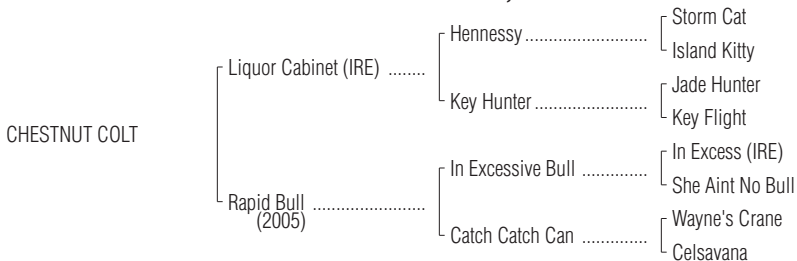 Storm Cat
Hennessy ..............................
Island Kitty
Liquor Cabinet (IRE) ........
Jade Hunter
Key Hunter ...........................
Key Flight
CHESTNUT COLT
In Excess (IRE)
In Excessive Bull ...............
She Aint No Bull
Rapid Bull ..........................
(2005)
Wayne's Crane
Catch Catch Can ...............
Celsavana